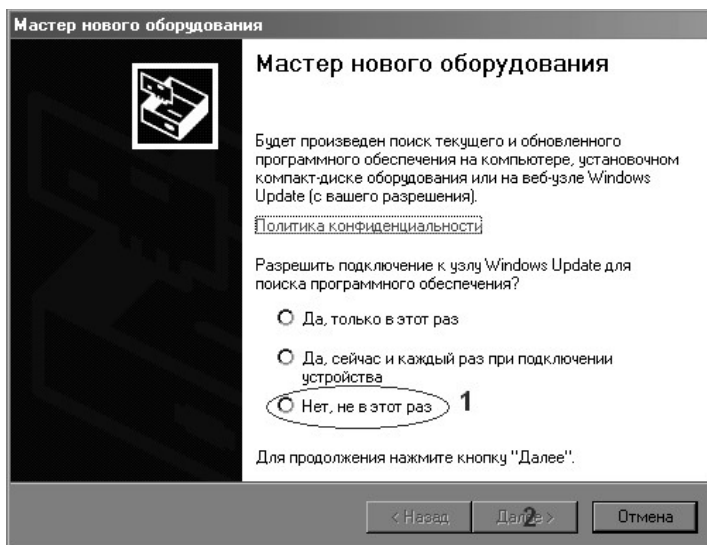 Мастер нового оборудования
Мастер нового оборудования
Будет произведен поиск текущего и обновленного
программного обеспечения на компьютере, установочном
компакт-диске оборудования или на веб-узле Windows
Update (с вашего разрешения).
Политика конфиденциальности
Разрешить подключение к узлу Windows Update для
поиска программного обеспечения?
Да, только в этот раз
Да, сейчас и каждый раз при подключении
устройства
Нет, не в этот раз 1
Для продолжения нажмите кнопку "Далее".
< Назад Далее > 2 Отмена